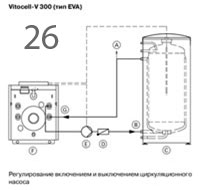 Vitocell-V 300 (тип EVA)
26
A
G
B
E
D
F
C
Регулирование включением и выключением циркуляционного
насоса